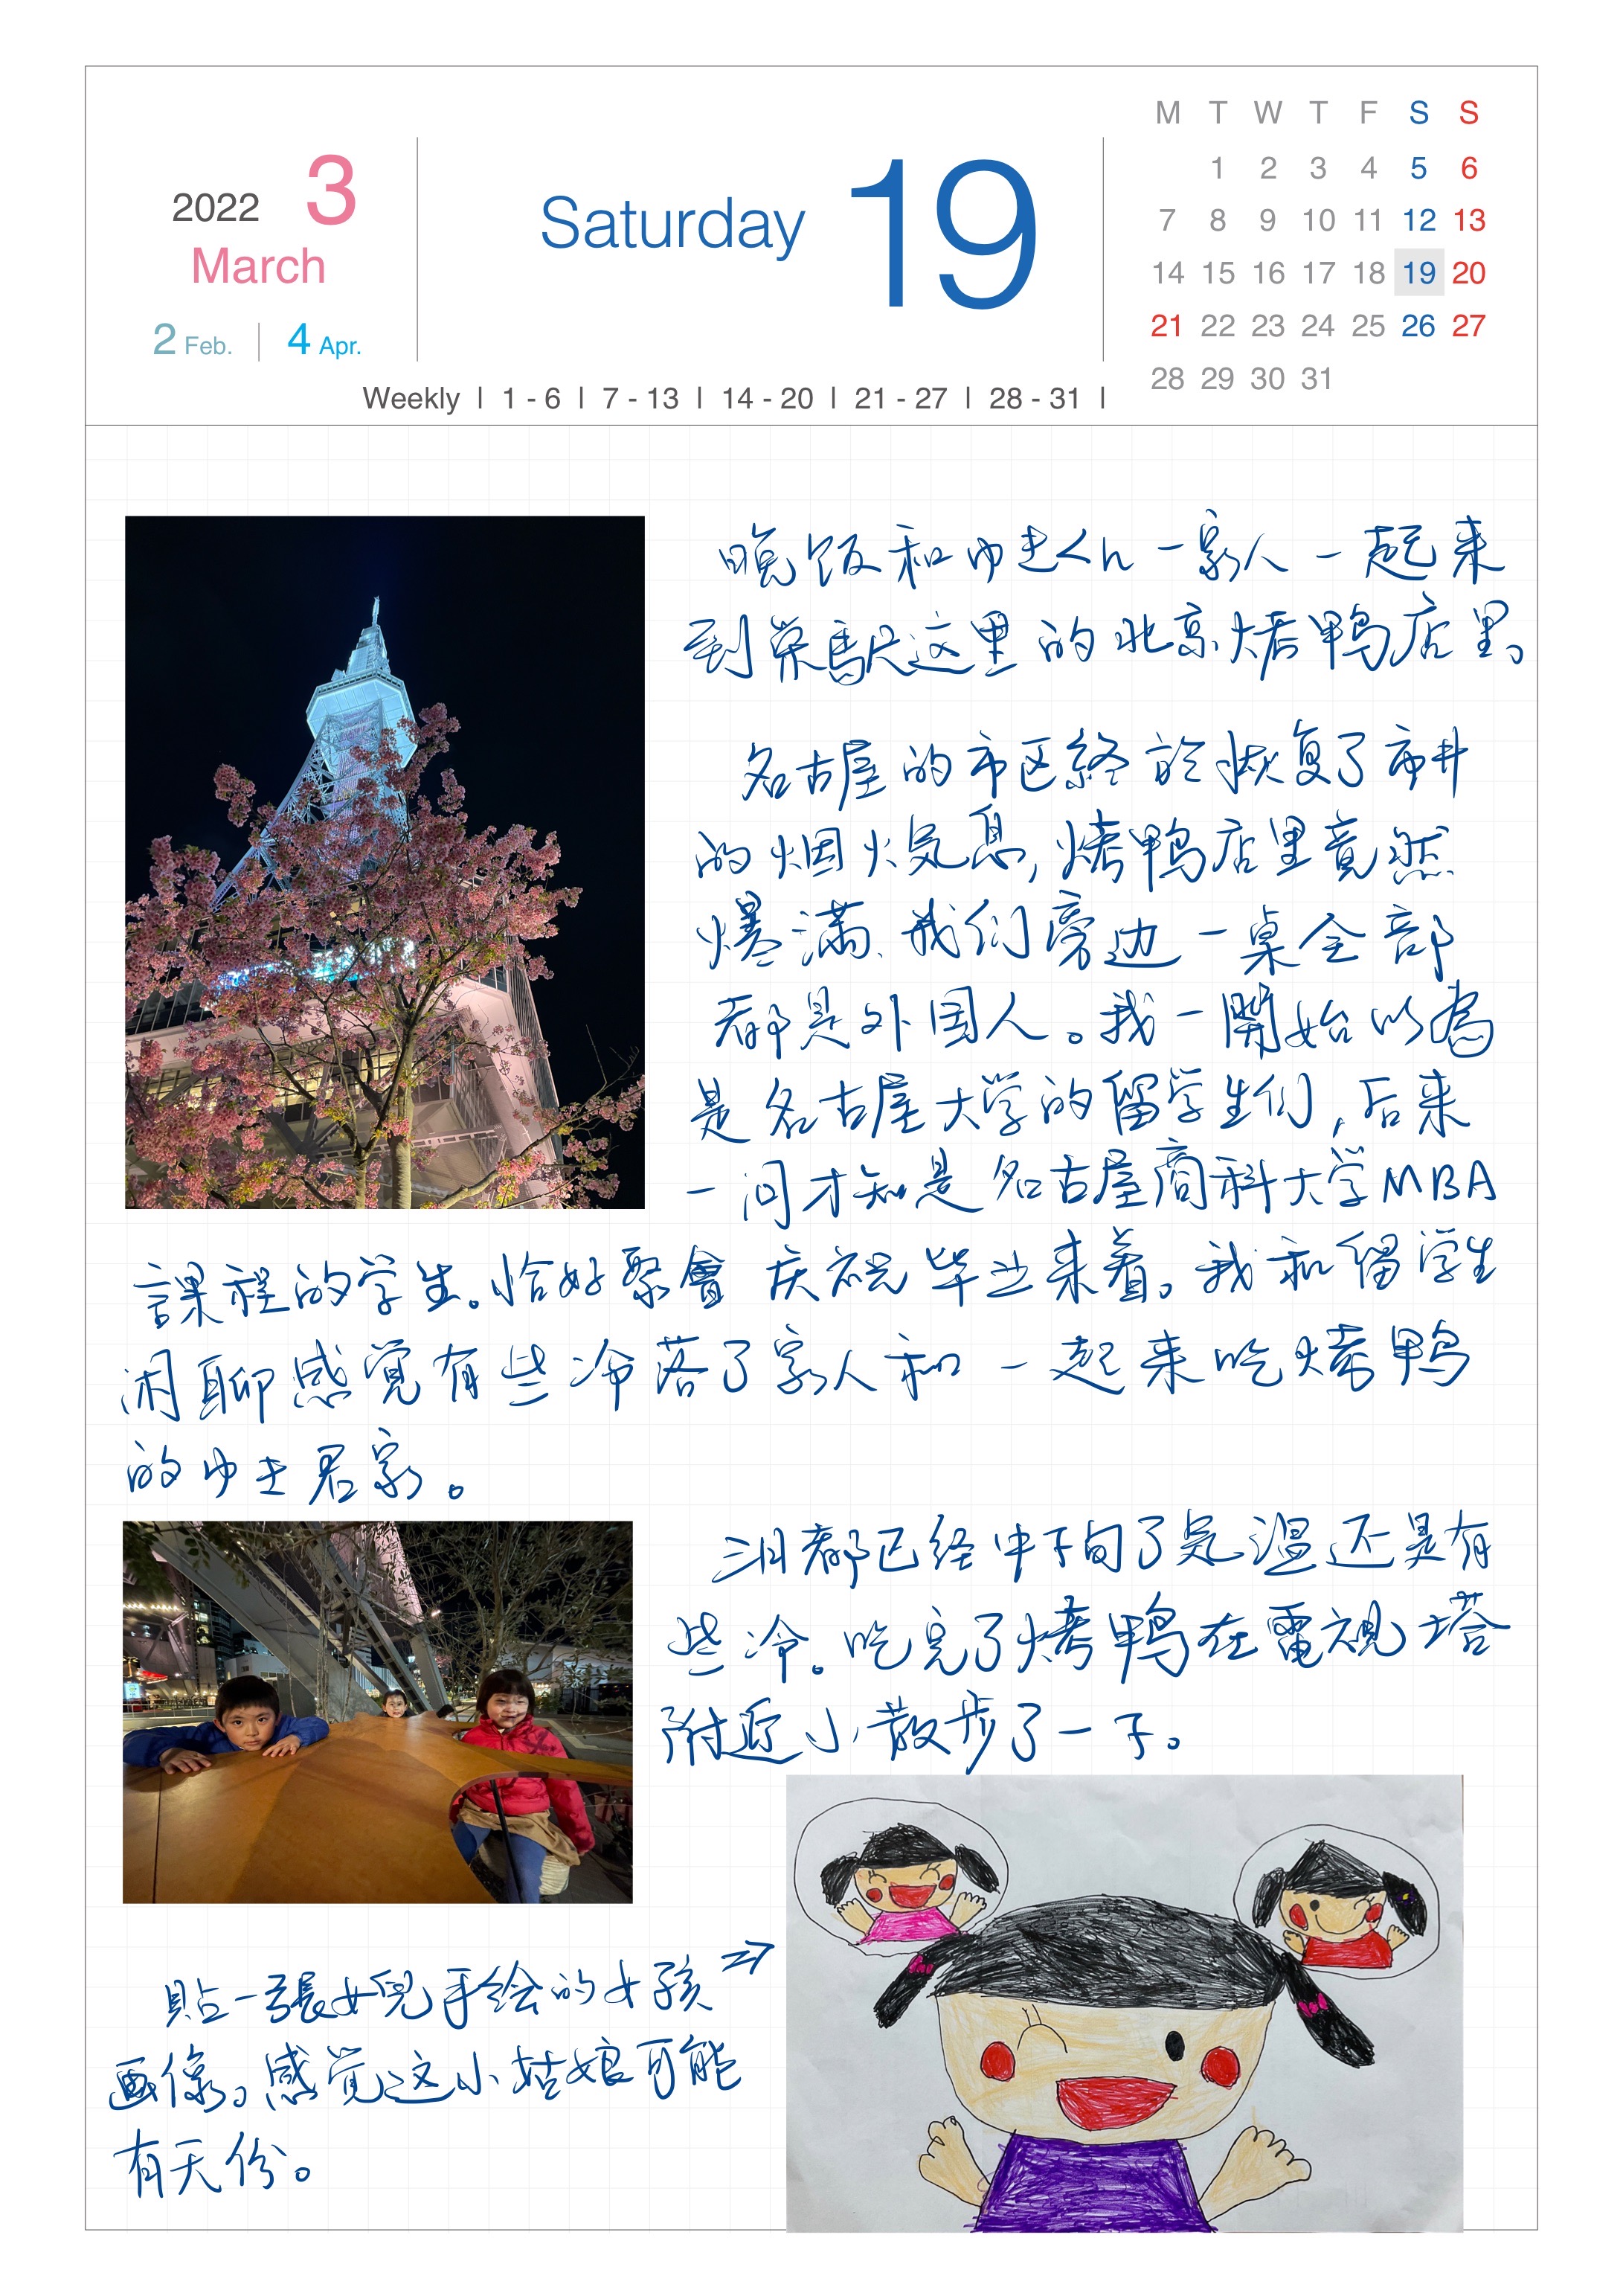 2022 3
March
2 Feb. 4 Apr.
Saturday 19
M T W T F S S
1 2 3 4 5 6
7 8 9 10 11 12 13
14 15 16 17 18 19 20
21 22 23 24 25 26 27
28 29 30 31
Weekly | 1 - 6 | 7 - 13 | 14 - 20 | 21 - 27 | 28 - 31 |
晚饭和ゆきくん一家人一起来
到栄駅这里的北京烤鸭店里。
名古屋的市区終於恢复了市井
的烟火気息,烤鸭店里竟然
爆满、我们旁边一桌全部
都是外国人。我一開始以為
是名古屋大学的留学生们,后来
一问才知是名古屋商科大学MBA
課程的学生。恰好聚會庆祝毕业来着。我和留学生
闲聊感觉有些冷落了家人和一起来吃烤鸭
的ゆき君家。
三月都已经中下旬了気温还是有
些冷。吃完了烤鸭在電視塔
附近小散步了一下。
貼一張女兒手绘的女孩⇒
画像。感觉这小姑娘可能
有天份。